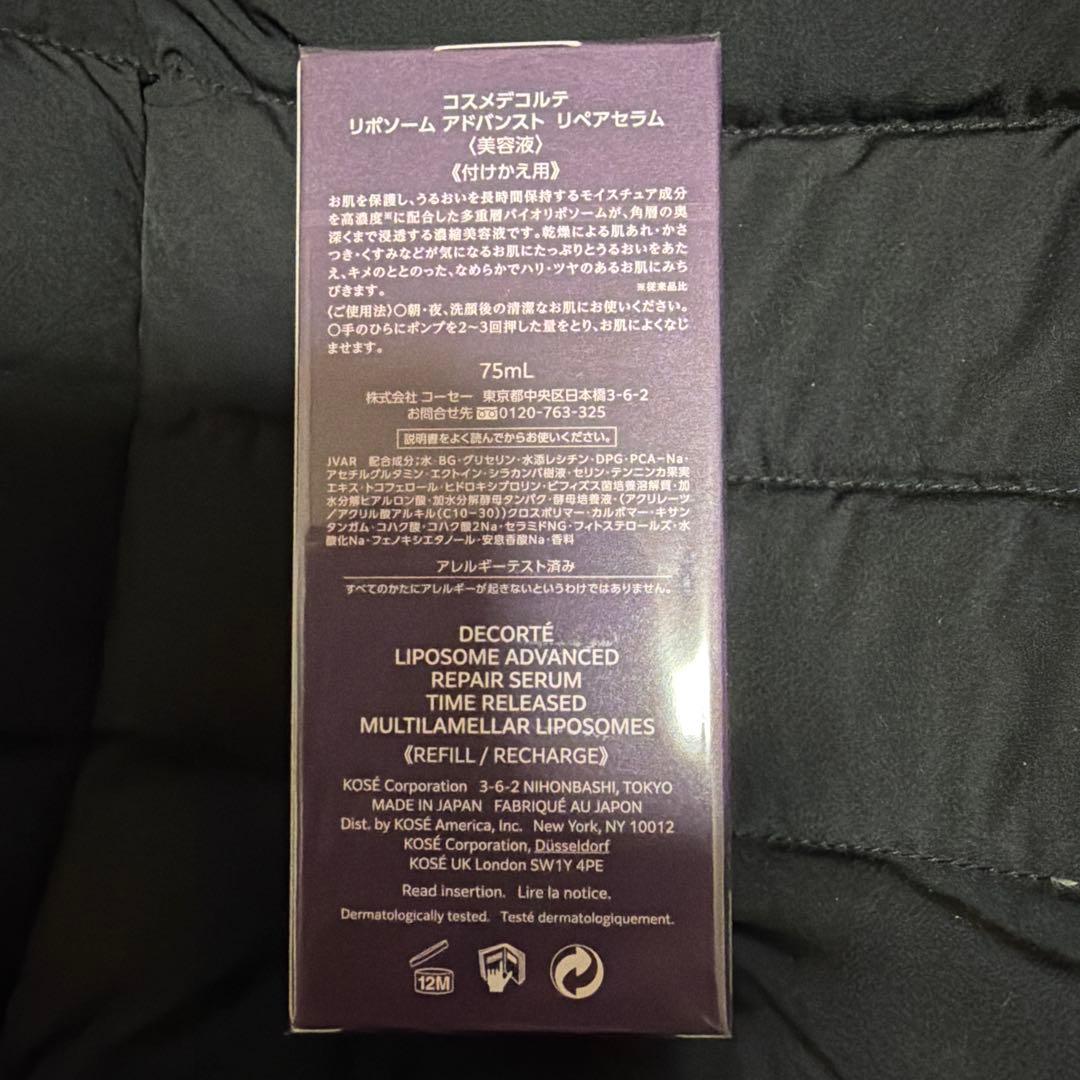 コスメデコルテ
リポソーム アドバンスト リペアセラム
〈美容液〉
《付けかえ用》
お肌を保護し、うるおいを長時間保持するモイスチュア成分
を高濃度※に配合した多重層バイオリポソームが、角層の奥
深くまで浸透する濃縮美容液です。乾燥による肌あれ・かさ
つき・くすみなどが気になるお肌にたっぷりとうるおいをあた
え、キメのととのった、なめらかでハリ・ツヤのあるお肌にみち
びきます。 ※従来品比
〈ご使用法〉○朝・夜、洗顔後の清潔なお肌にお使いください。
○手のひらにポンプを2～3回押した量をとり、お肌によくなじ
ませます。
75mL
株式会社 コーセー 東京都中央区日本橋3-6-2
お問合せ先 0120-763-325
説明書をよく読んでからお使いください。
JVAR 配合成分;水・BG・グリセリン・水添レシチン・DPG・PCA-Na・
アセチルグルタミン・エクトイン・シラカンバ樹液・セリン・テンニンカ果実
エキス・トコフェロール・ヒドロキシプロリン・ビフィズス菌培養溶解質・加
水分解ヒアルロン酸・加水分解酵母タンパク・酵母培養液・(アクリレーツ
/アクリル酸アルキル(C10-30))クロスポリマー・カルボマー・キサン
タンガム・コハク酸・コハク酸2Na・セラミドNG・フィトステロールズ・水
酸化Na・フェノキシエタノール・安息香酸Na・香料
アレルギーテスト済み
すべてのかたにアレルギーが起きないというわけではありません。
DECORTÉ
LIPOSOME ADVANCED
REPAIR SERUM
TIME RELEASED
MULTILAMELLAR LIPOSOMES
《REFILL / RECHARGE》
KOSÉ Corporation 3-6-2 NIHONBASHI, TOKYO
MADE IN JAPAN FABRIQUÉ AU JAPON
Dist. by KOSÉ America, Inc. New York, NY 10012
KOSÉ Corporation, Düsseldorf
KOSÉ UK London SW1Y 4PE
Read insertion. Lire la notice.
Dermatologically tested. Testé dermatologiquement.
12M